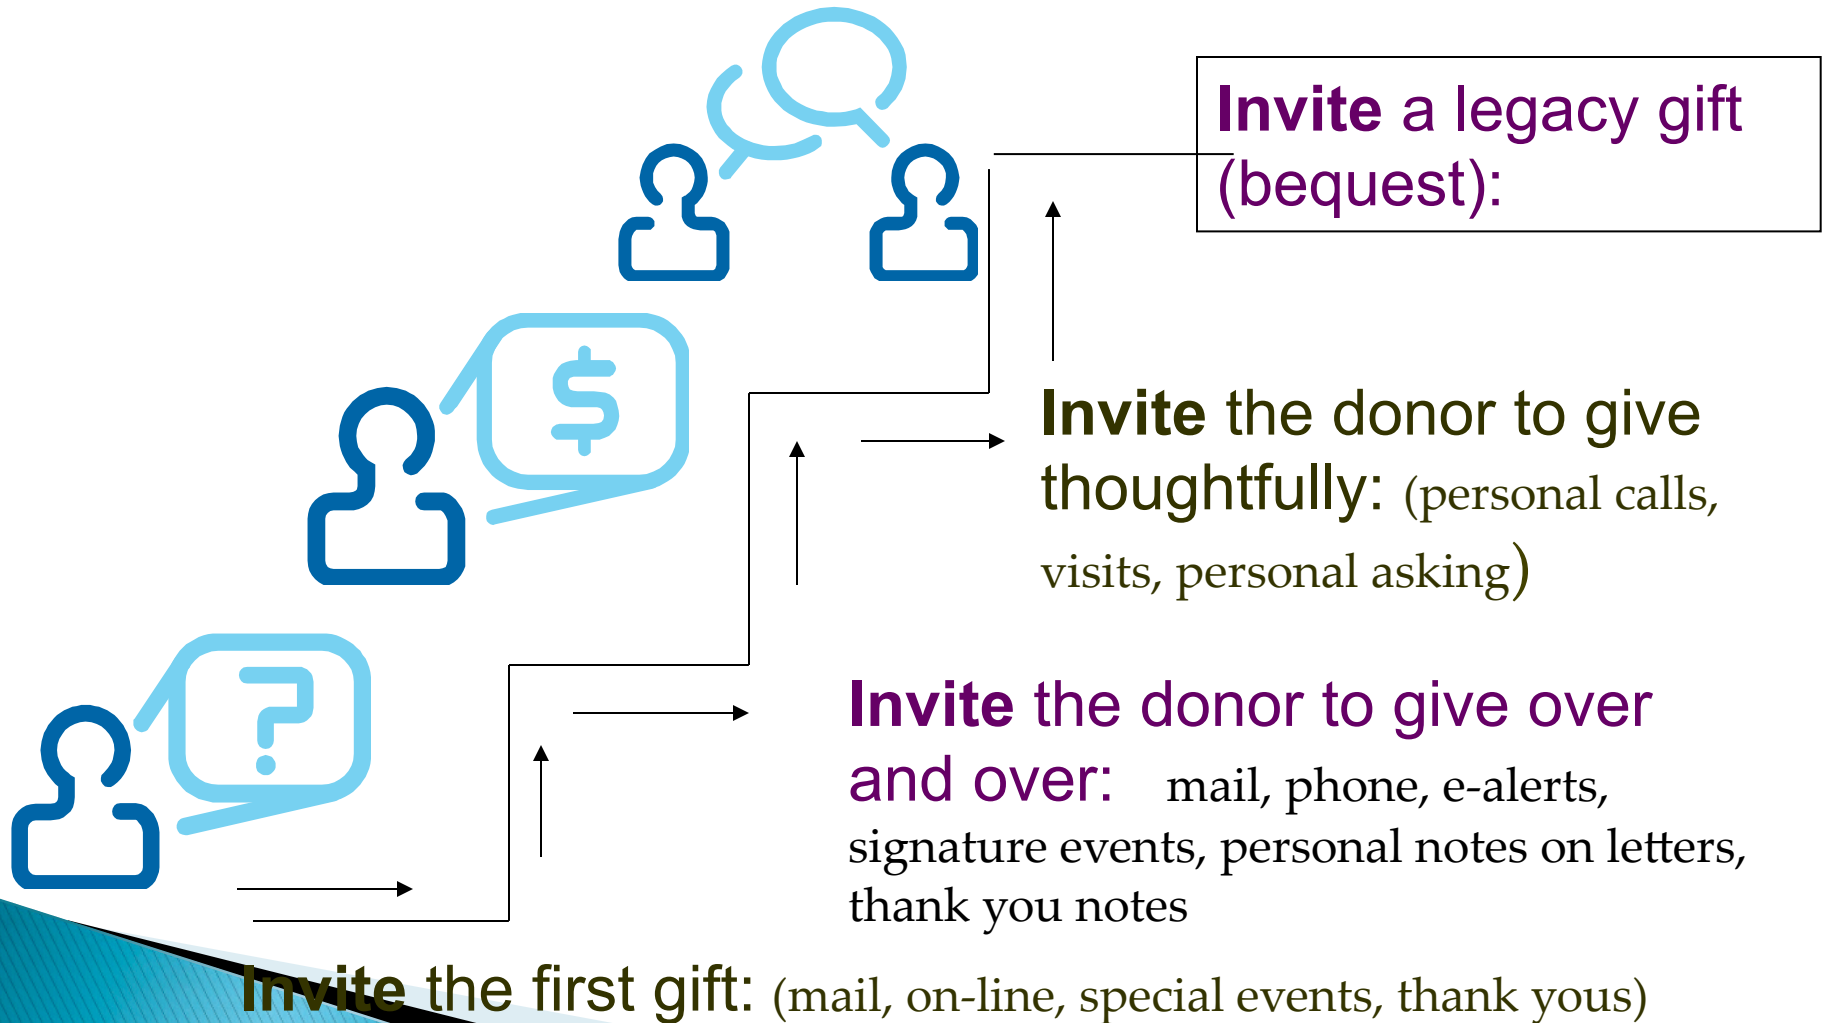 Invite a legacy gift
(bequest):
$
Invite the donor to give
thoughtfully: (personal calls,
visits, personal asking)
?
Invite the donor to give over
and over: mail, phone, e-alerts,
signature events, personal notes on letters,
thank you notes
Invite the first gift: (mail, on-line, special events, thank yous)